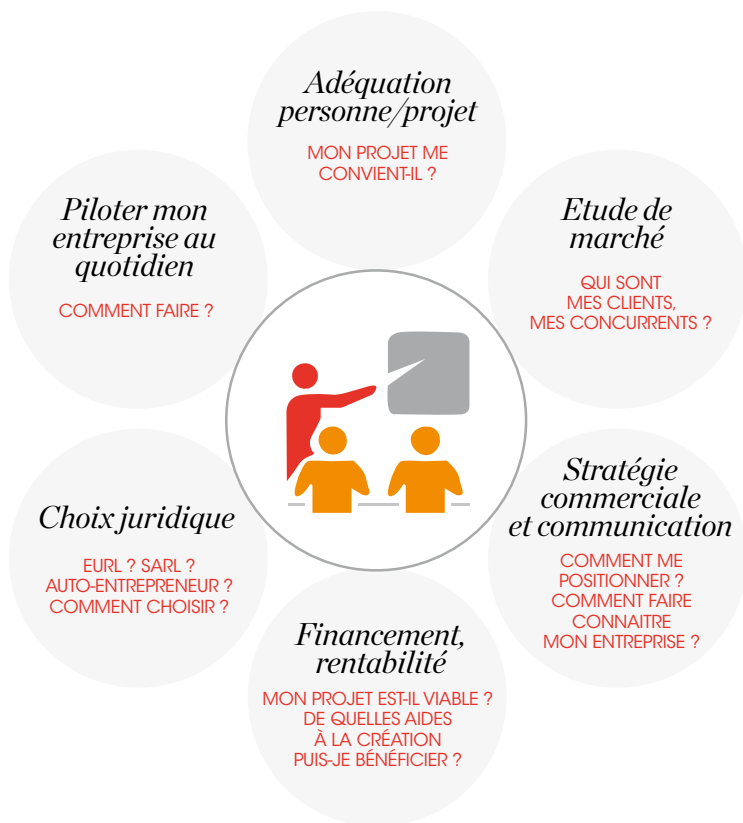 Adéquation
personne/projet
MON PROJET ME
CONVIENT-IL ?
Etude de
marché
QUI SONT
MES CLIENTS,
MES CONCURRENTS ?
Stratégie
commerciale
et communication
COMMENT ME
POSITIONNER ?
COMMENT FAIRE
CONNAITRE
MON ENTREPRISE ?
Financement,
rentabilité
MON PROJET EST-IL VIABLE ?
DE QUELLES AIDES
À LA CRÉATION
PUIS-JE BÉNÉFICIER ?
Choix juridique
EURL ? SARL ?
AUTO-ENTREPRENEUR ?
COMMENT CHOISIR ?
Piloter mon
entreprise au
quotidien
COMMENT FAIRE ?